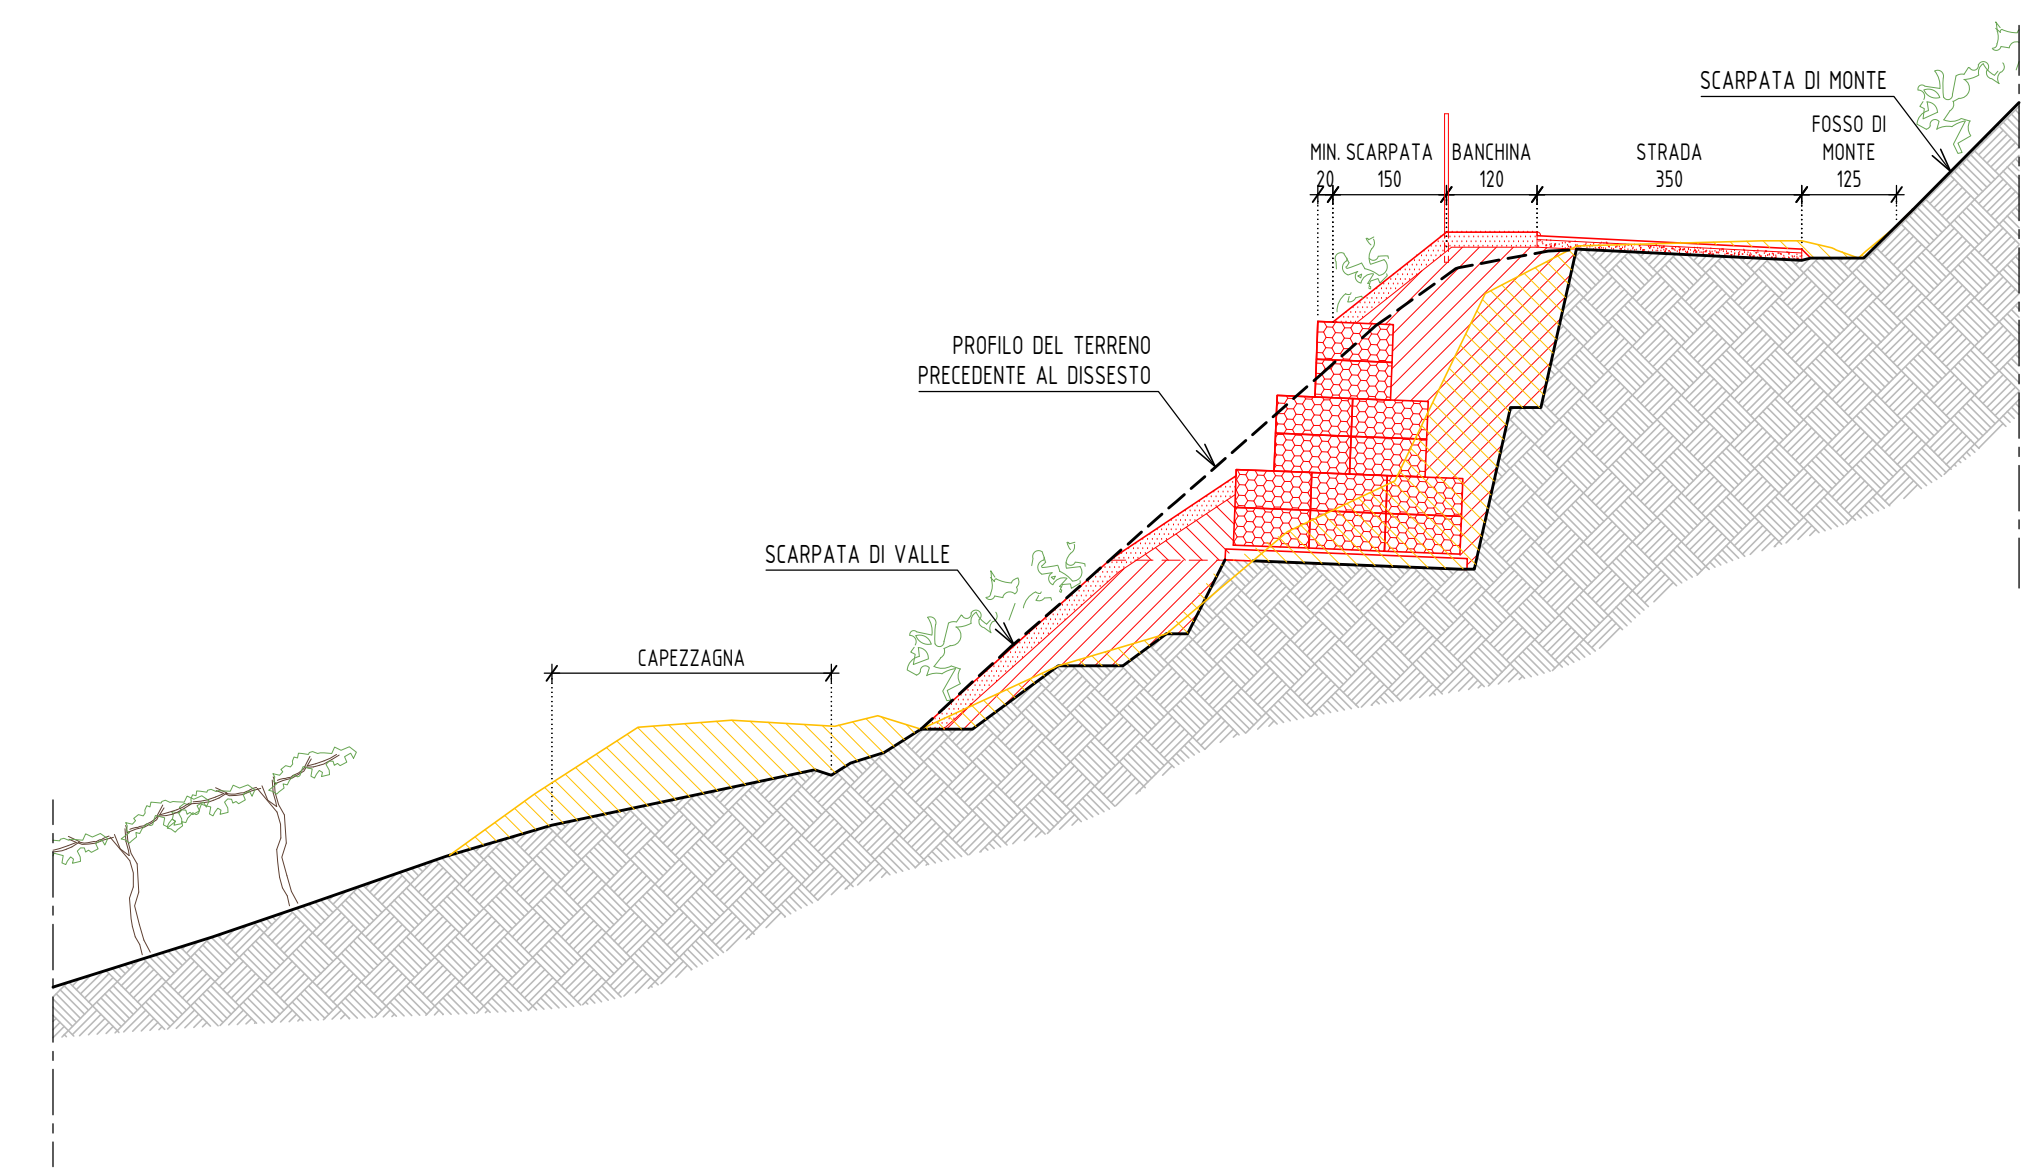 SCARPATA DI MONTE
FOSSO DI
MONTE
125
STRADA
350
BANCHINA
120
MIN. SCARPATA
20 150
PROFILO DEL TERRENO
PRECEDENTE AL DISSESTO
SCARPATA DI VALLE
CAPEZZAGNA